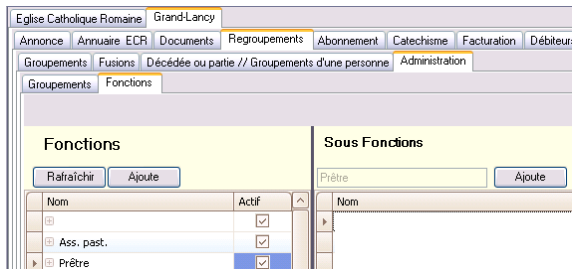 Eglise Catholique Romaine Grand-Lancy
Annonce Annuaire ECR Documents Regroupements Abonnement Catechisme Facturation Débiteurs
Groupements Fusions Décédée ou partie // Groupements d'une personne Administration
Groupements Fonctions
Fonctions Sous Fonctions
Rafraîchir Ajoute Prêtre Ajoute
Nom Actif Nom
Ass. past.
Prêtre